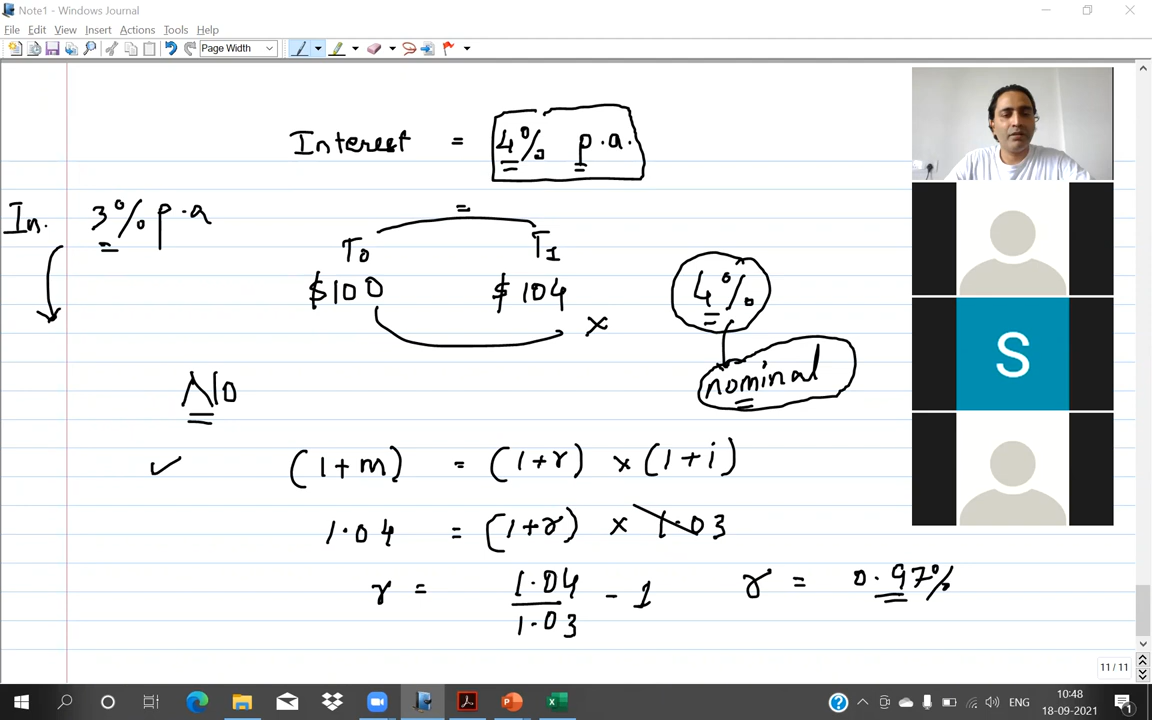 Note1 - Windows Journal
File Edit View Insert Actions Tools Help
Page Width
Interest = 4% p.a.
In. 3% p.a
=
T0 T1
$100 $104 4%
x
nominal
No
(1+m) = (1+r) x (1+i)
1.04 = (1+r) x 1.03
r = 1.04 - 1 r = 0.97%
1.03
S
11/11
ENG
10:48
18-09-2021
1